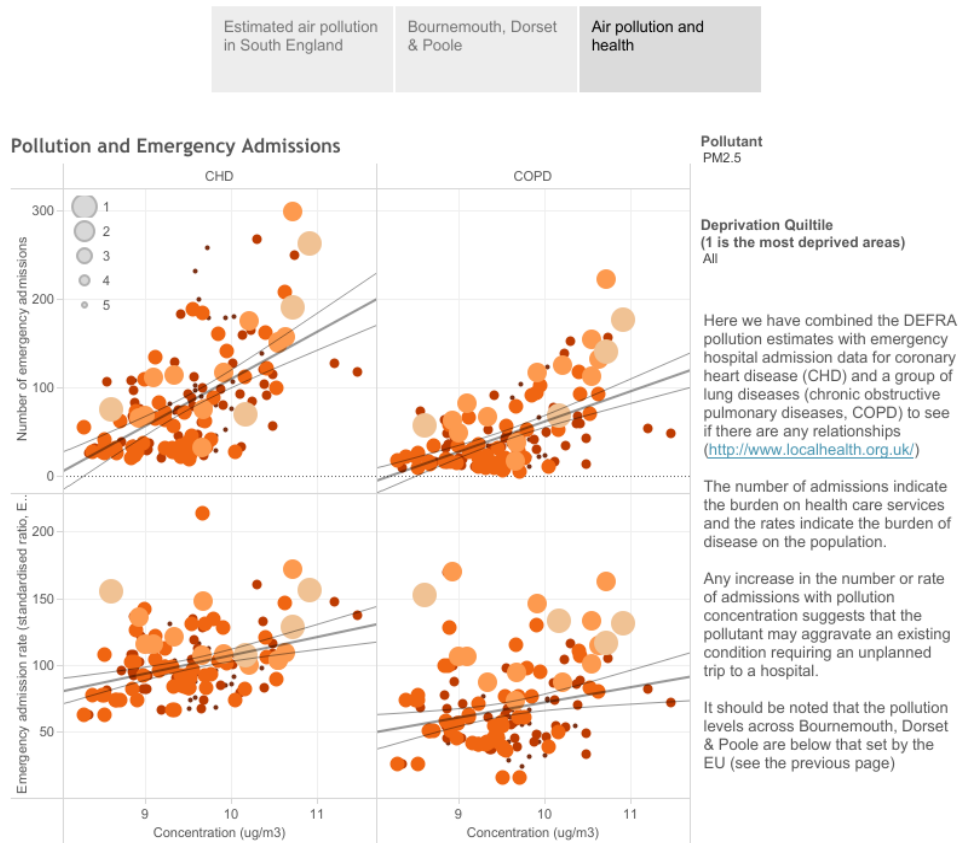 Estimated air pollution
in South England
Bournemouth, Dorset
& Poole
Air pollution and
health
Pollution and Emergency Admissions
CHD
COPD
Number of emergency admissions
300
200
100
0
1
2
3
4
5
Emergency admission rate (standardised ratio, E..
200
150
100
50
9
10
11
Concentration (ug/m3)
9
10
11
Concentration (ug/m3)
Pollutant
PM2.5
Deprivation Quiltile
(1 is the most deprived areas)
All
Here we have combined the DEFRA
pollution estimates with emergency
hospital admission data for coronary
heart disease (CHD) and a group of
lung diseases (chronic obstructive
pulmonary diseases, COPD) to see
if there are any relationships
(http://www.localhealth.org.uk/)
The number of admissions indicate
the burden on health care services
and the rates indicate the burden of
disease on the population.
Any increase in the number or rate
of admissions with pollution
concentration suggests that the
pollutant may aggravate an existing
condition requiring an unplanned
trip to a hospital.
It should be noted that the pollution
levels across Bournemouth, Dorset
& Poole are below that set by the
EU (see the previous page)